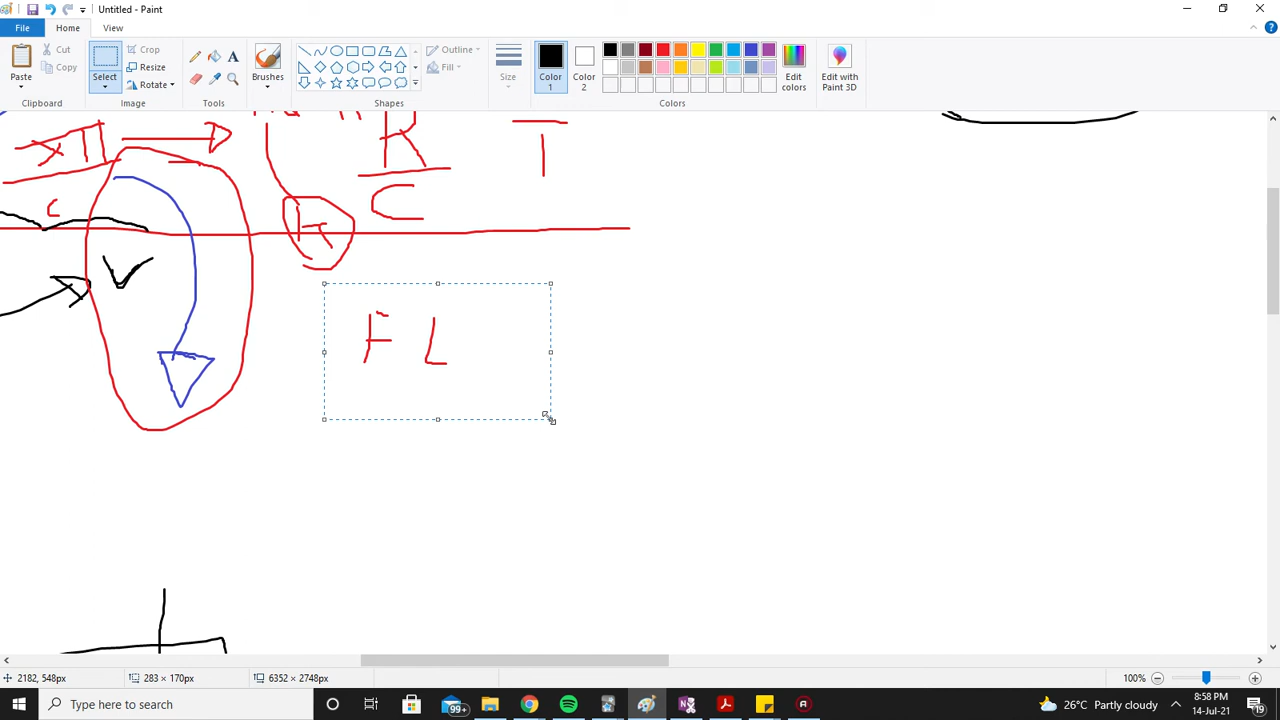 Untitled - Paint
File Home View
Paste Cut Copy
Clipboard
Select Crop Resize Rotate
Image
A
Tools
Brushes
Shapes
Outline Fill
Size
Color 1 Color 2
Edit colors
Colors
Edit with Paint 3D
R
C
T
C
V
F L
2182, 548px 283 × 170px 6352 × 2748px 100%
Type here to search 99+ 26°C Partly cloudy 8:58 PM 14-Jul-21 19